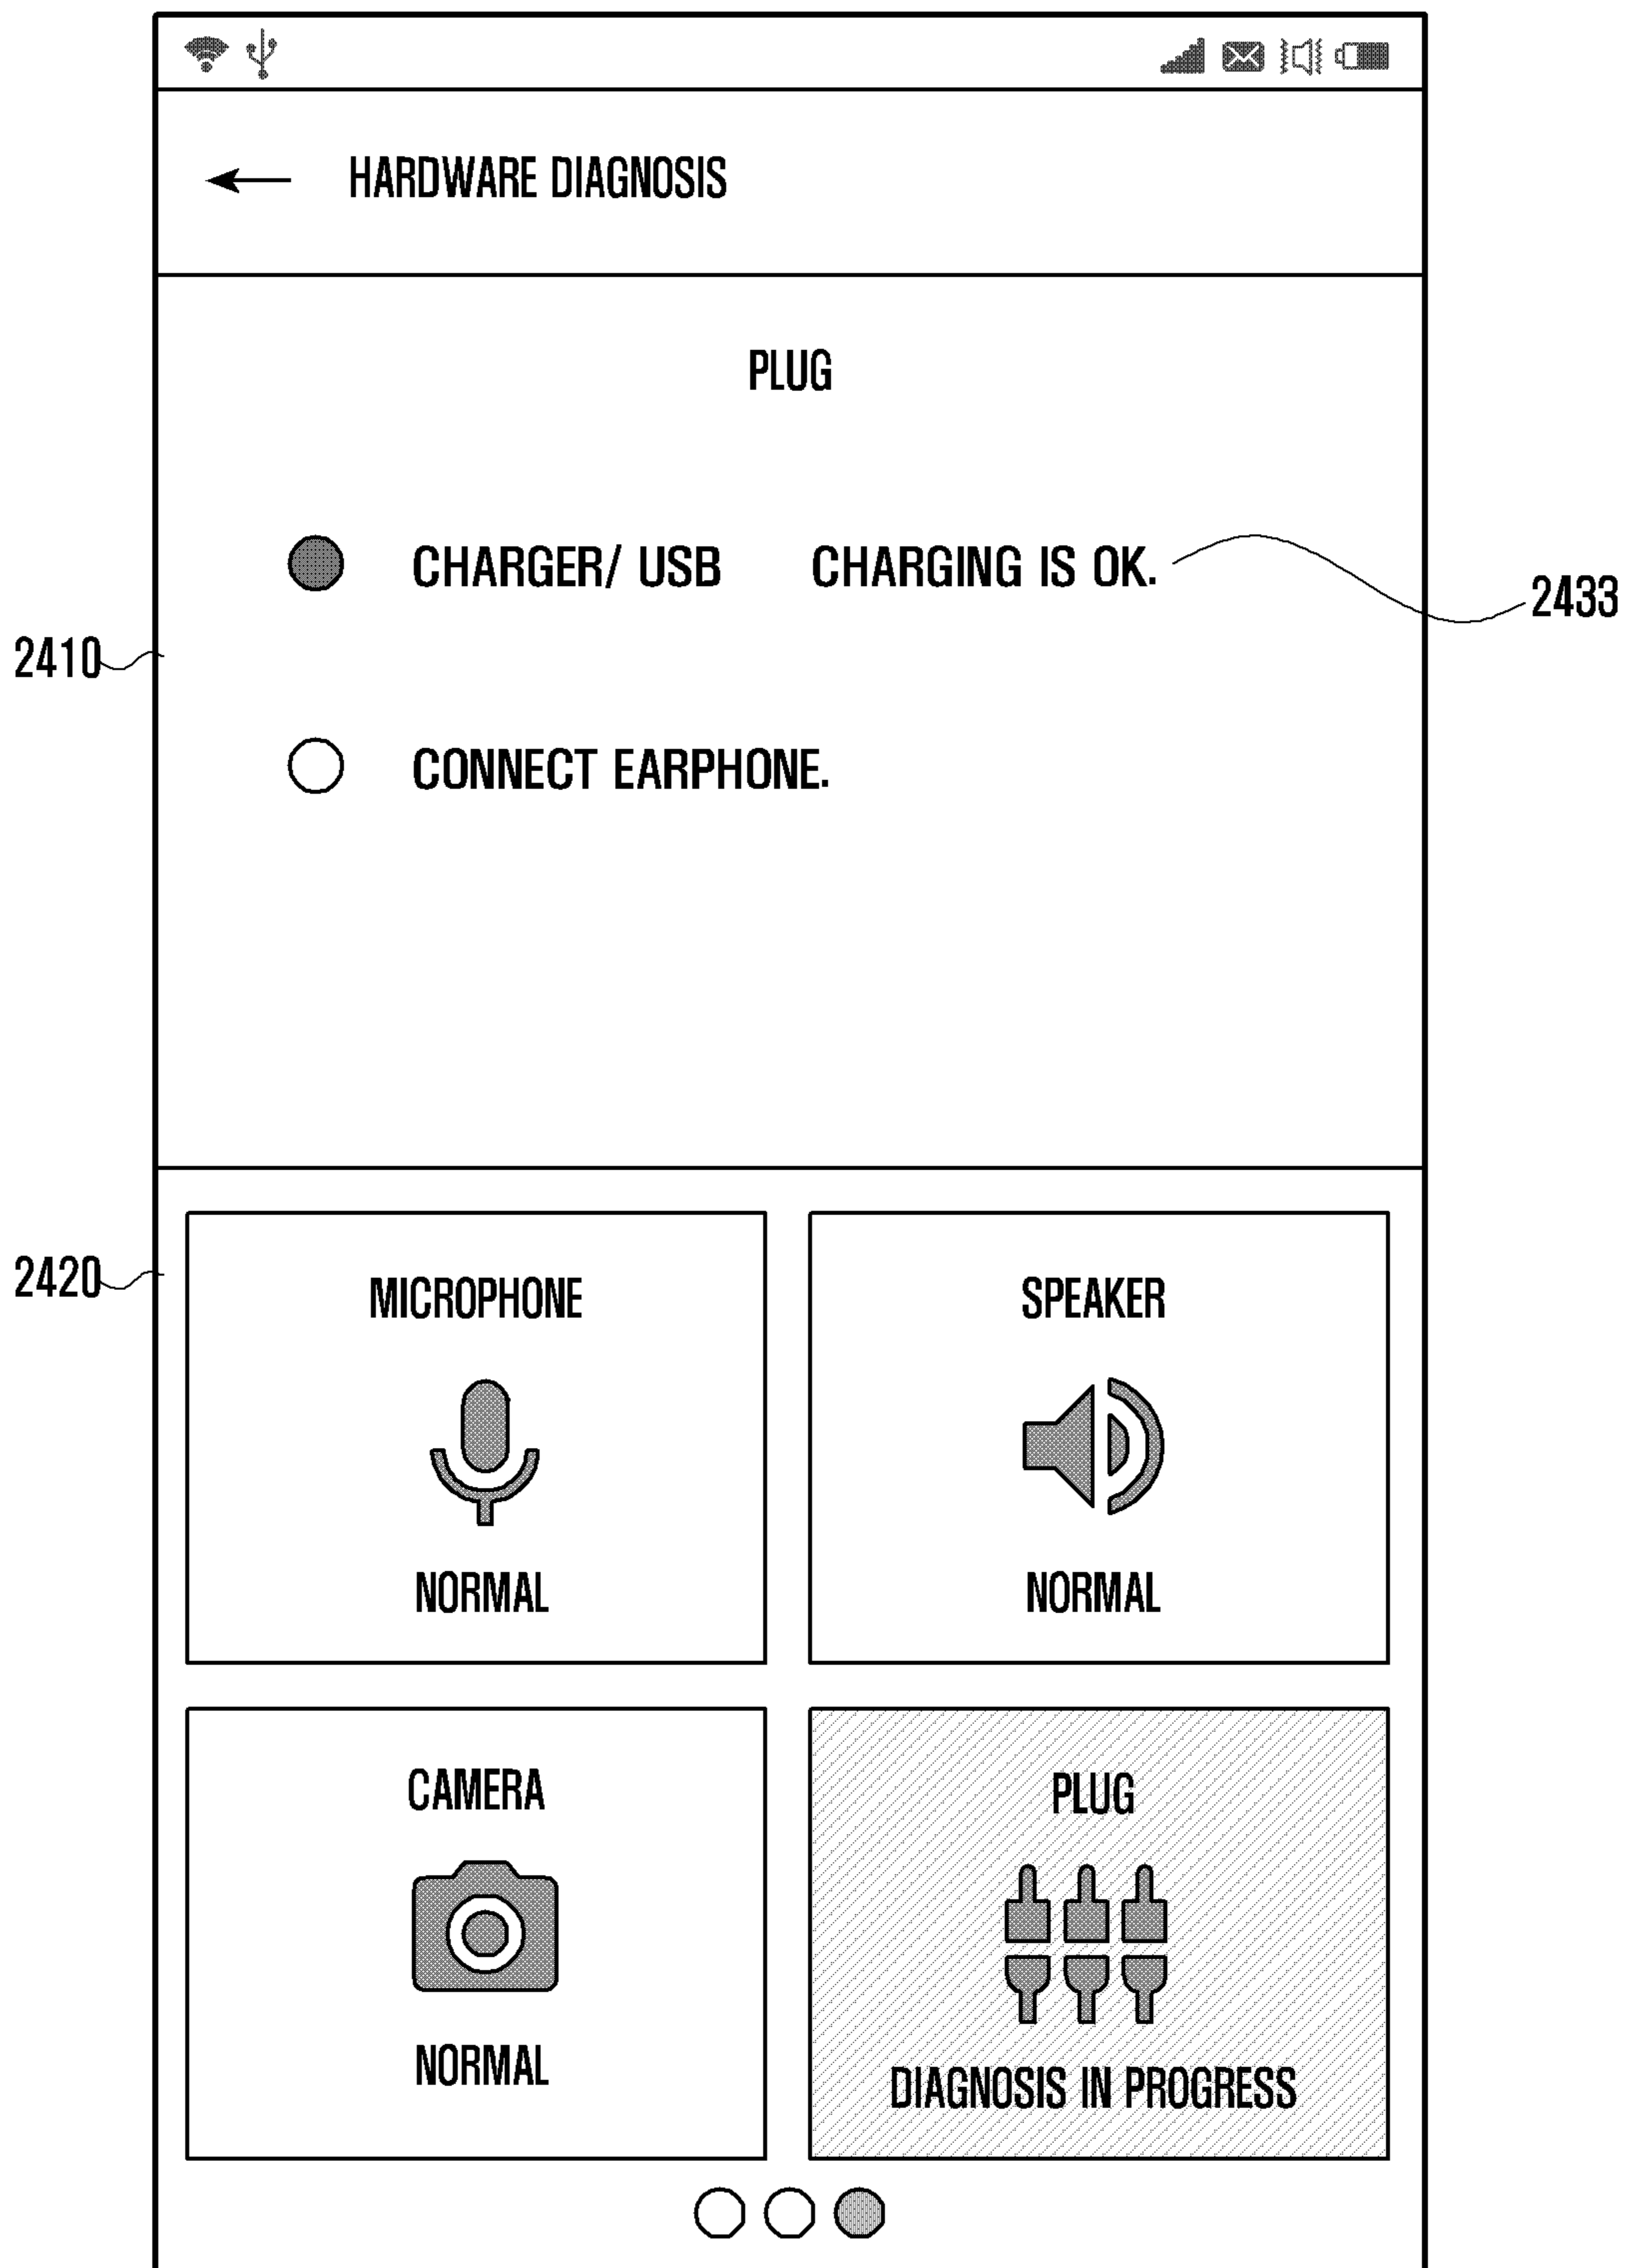 HARDWARE DIAGNOSIS
PLUG
CHARGER/ USB CHARGING IS OK.
2433
2410
CONNECT EARPHONE.
2420
MICROPHONE
NORMAL
SPEAKER
NORMAL
CAMERA
NORMAL
PLUG
DIAGNOSIS IN PROGRESS